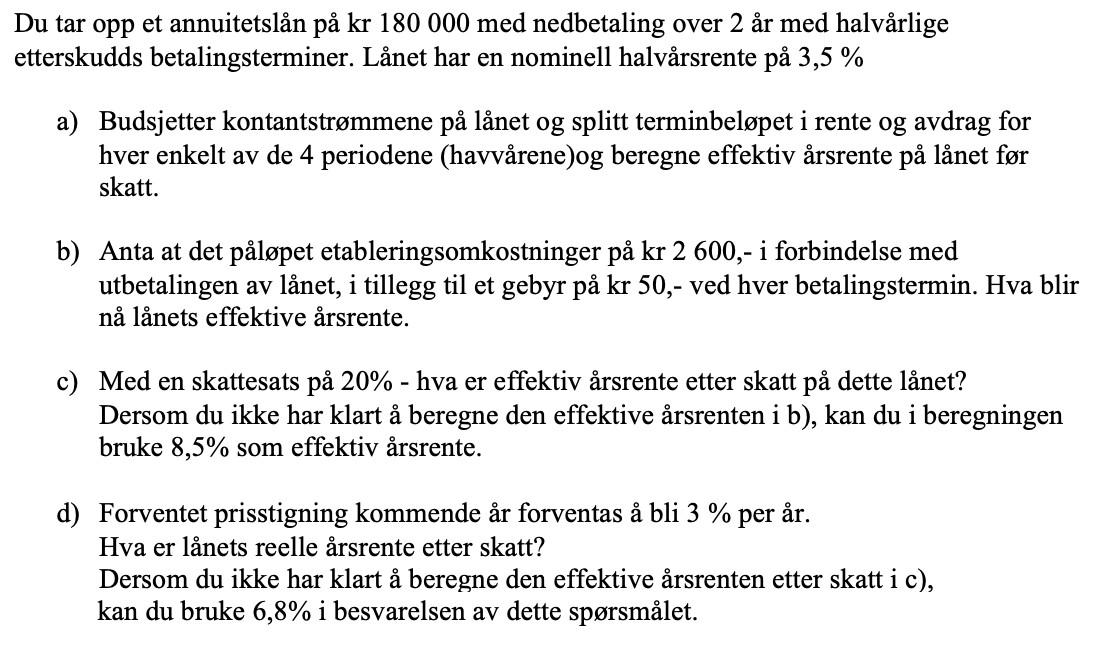 Du tar opp et annuitetslån på kr 180 000 med nedbetaling over 2 år med halvårlige
etterskudds betalingsterminer. Lånet har en nominell halvårsrente på 3,5 %
a) Budsjetter kontantstrømmene på lånet og splitt terminbeløpet i rente og avdrag for
hver enkelt av de 4 periodene (havvårene)og beregne effektiv årsrente på lånet før
skatt.
b) Anta at det påløpet etableringsomkostninger på kr 2 600,- i forbindelse med
utbetalingen av lånet, i tillegg til et gebyr på kr 50,- ved hver betalingstermin. Hva blir
nå lånets effektive årsrente.
c) Med en skattesats på 20% - hva er effektiv årsrente etter skatt på dette lånet?
Dersom du ikke har klart å beregne den effektive årsrenten i b), kan du i beregningen
bruke 8,5% som effektiv årsrente.
d) Forventet prisstigning kommende år forventas å bli 3 % per år.
Hva er lånets reelle årsrente etter skatt?
Dersom du ikke har klart å beregne den effektive årsrenten etter skatt i c),
kan du bruke 6,8% i besvarelsen av dette spørsmålet.